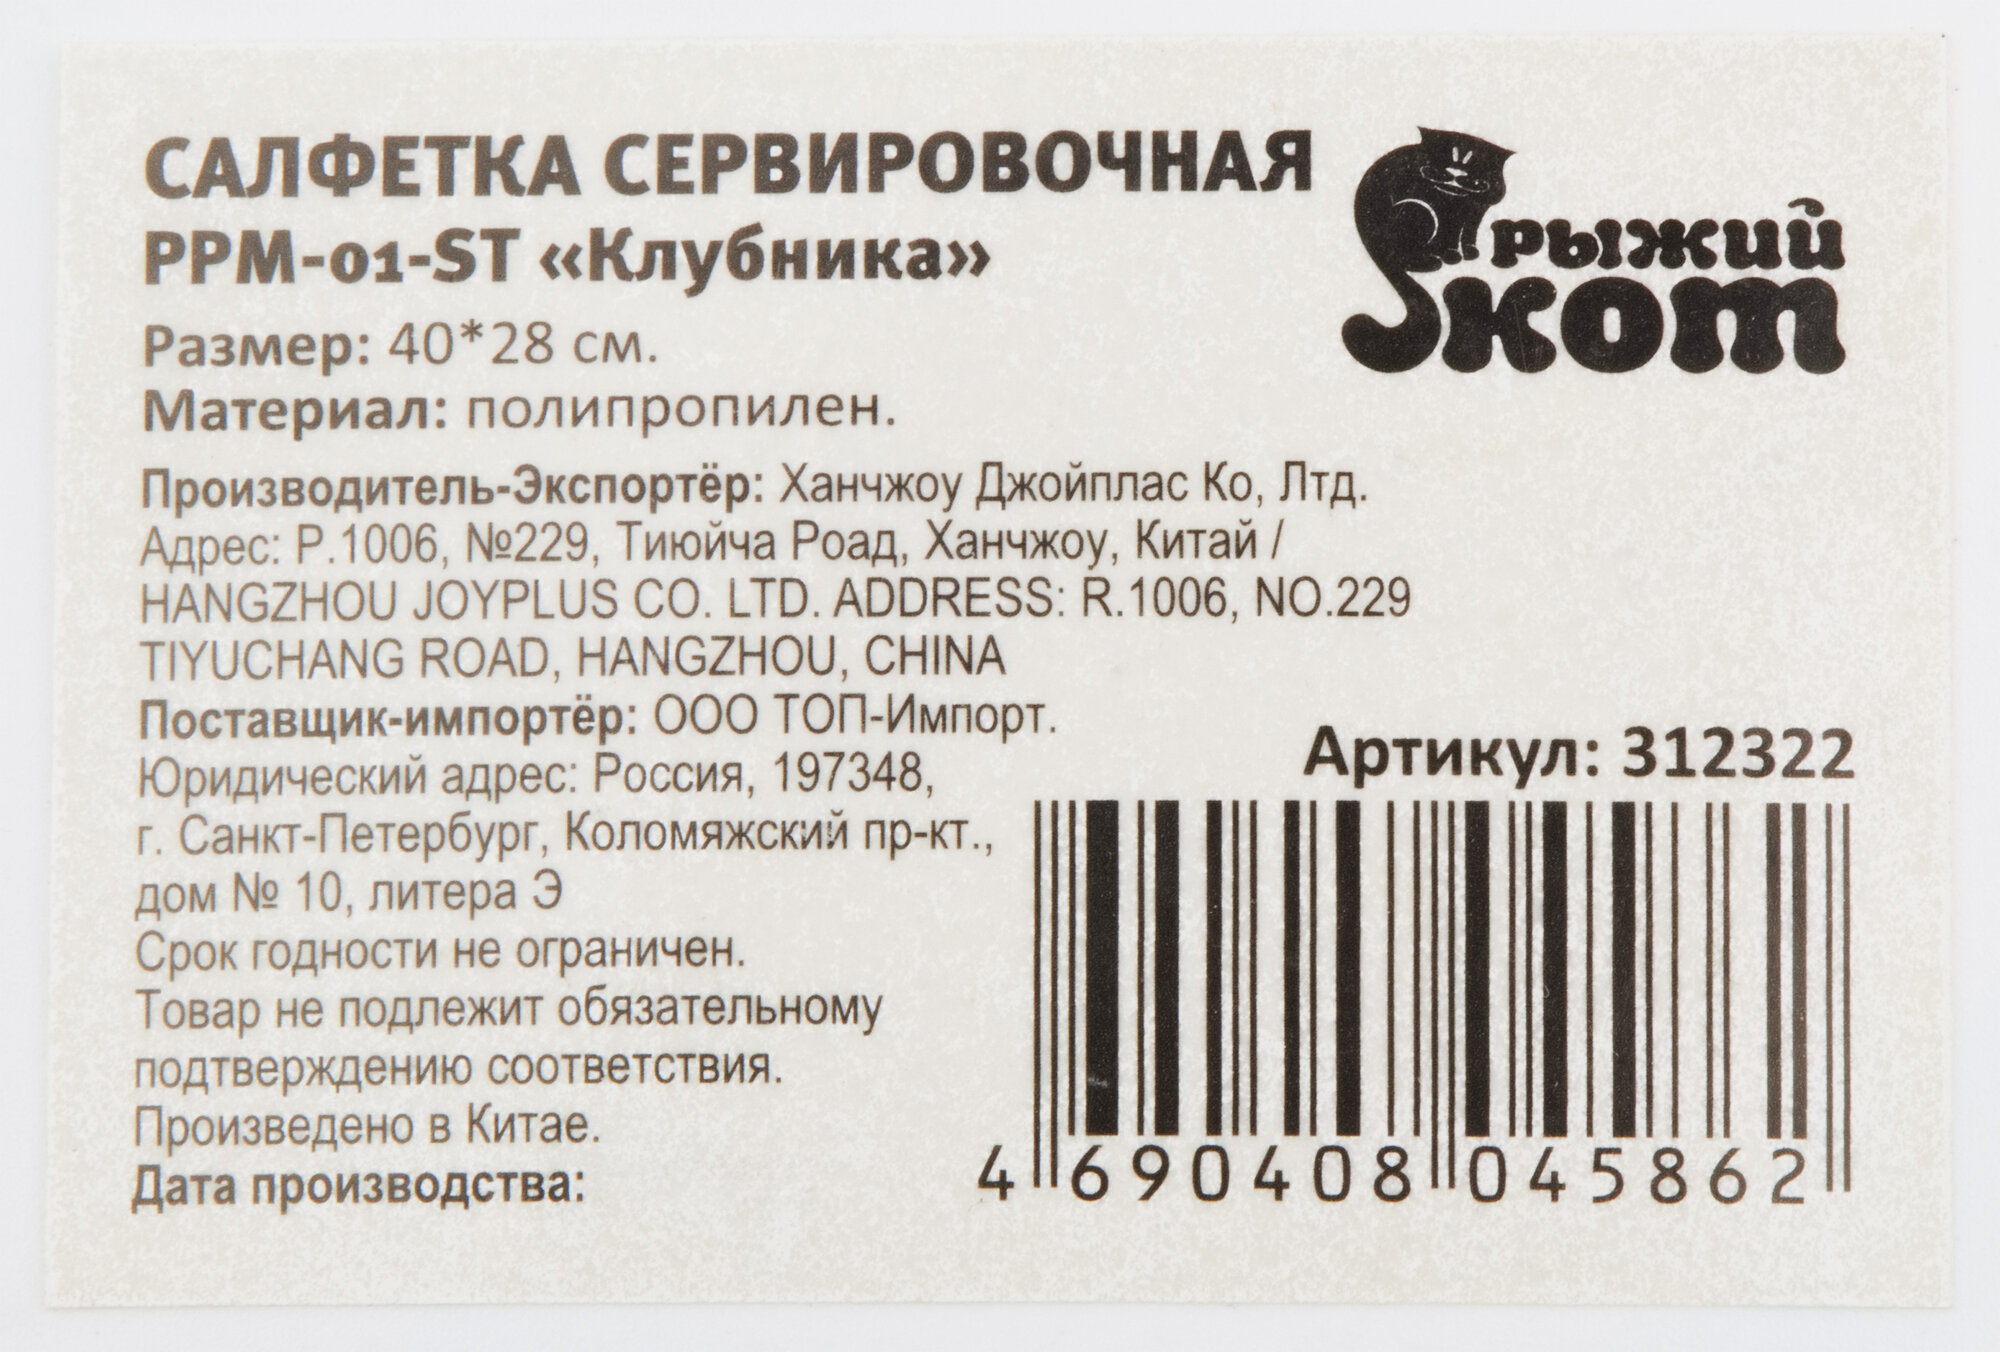 САЛФЕТКА СЕРВИРОВОЧНАЯ
PPM-01-ST «Клубника»
рыжий
кот
Размер: 40*28 см.
Материал: полипропилен.
Производитель-Экспортёр: Ханчжоу Джойплас Ко, Лтд.
Адрес: Р.1006, №229, Тиюйча Роад, Ханчжоу, Китай /
HANGZHOU JOYPLUS CO. LTD. ADDRESS: R.1006, NO.229
TIYUCHANG ROAD, HANGZHOU, CHINA
Поставщик-импортёр: ООО ТОП-Импорт.
Юридический адрес: Россия, 197348,
г. Санкт-Петербург, Коломяжский пр-кт.,
дом № 10, литера Э
Срок годности не ограничен.
Товар не подлежит обязательному
подтверждению соответствия.
Произведено в Китае.
Дата производства:
Артикул: 312322
4 690408 045862